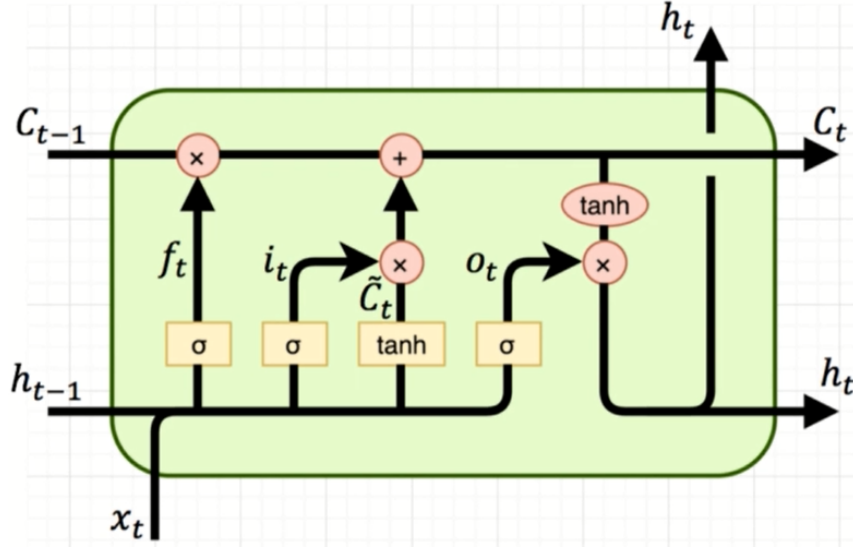 h_t
C_{t-1}
C_t
×
+
tanh
f_t
i_t
×
o_t
×
C̃_t
σ
σ
tanh
σ
h_{t-1}
h_t
x_t